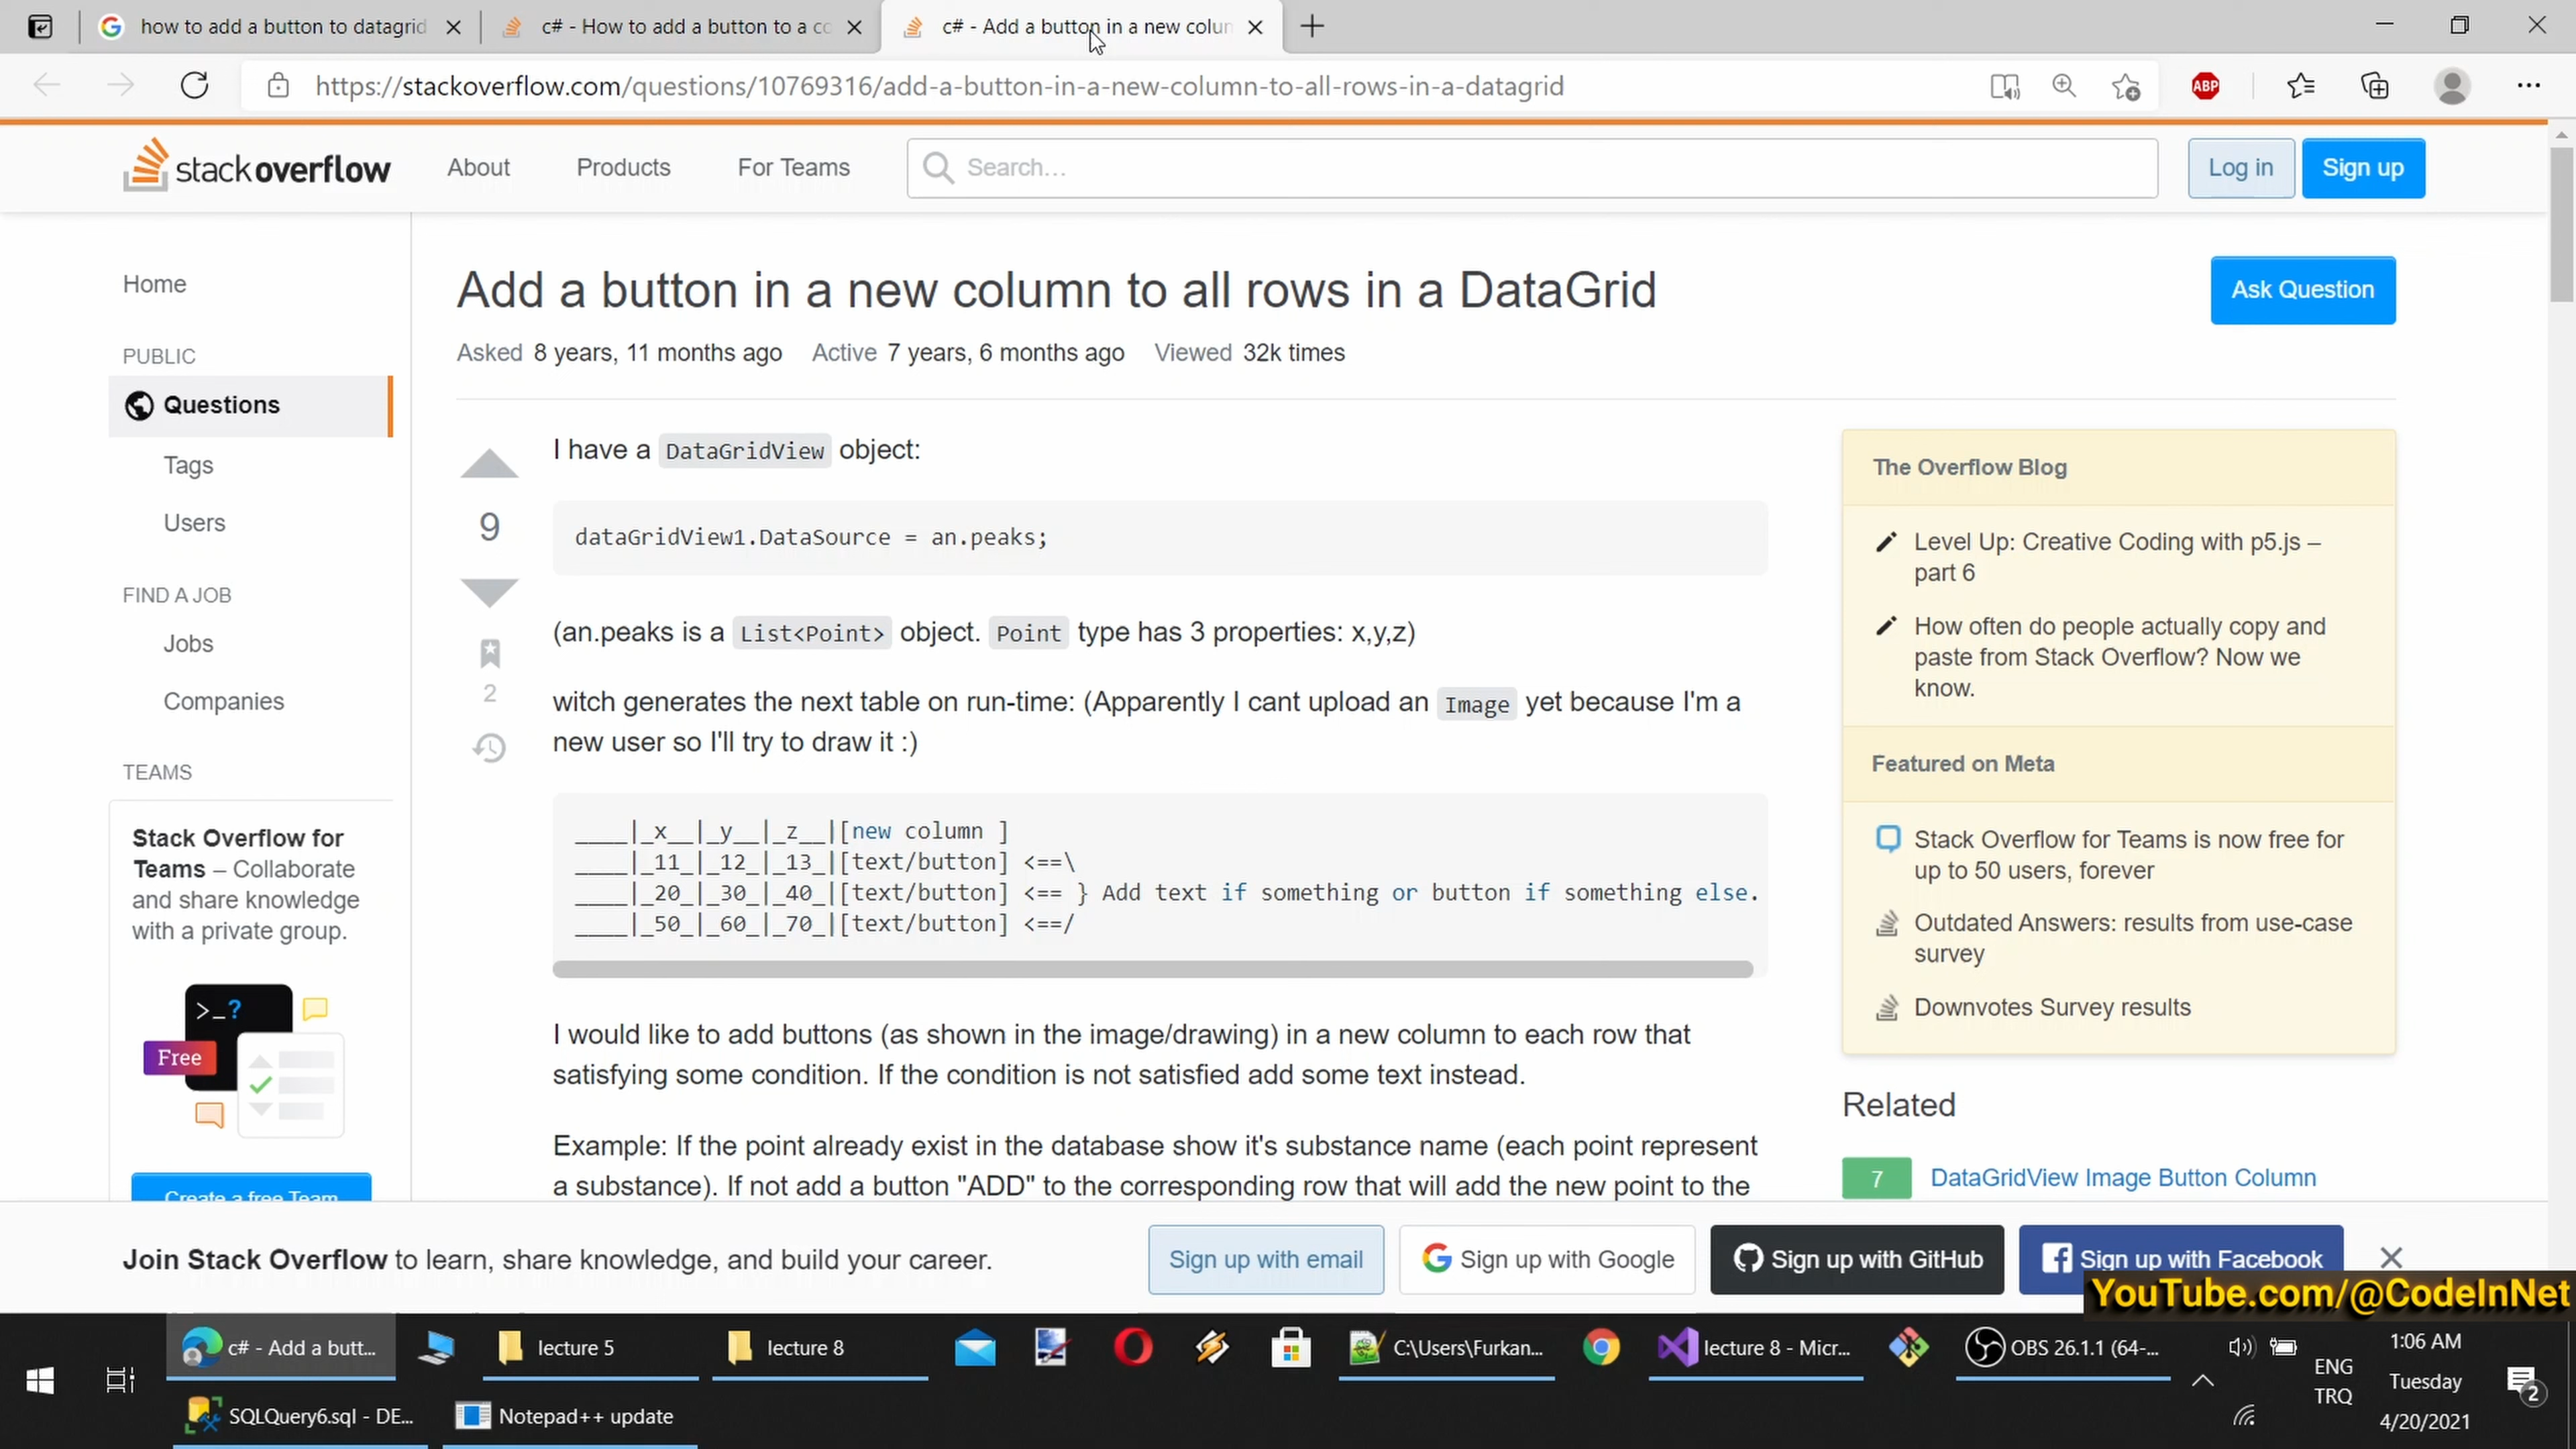 how to add a button to datagrid
c# - How to add a button to a co
c# - Add a button in a new colun
https://stackoverflow.com/questions/10769316/add-a-button-in-a-new-column-to-all-rows-in-a-datagrid
ABP
stackoverflow
About
Products
For Teams
Search…
Log in
Sign up
Home
PUBLIC
Questions
Tags
Users
FIND A JOB
Jobs
Companies
TEAMS
Stack Overflow for
Teams – Collaborate
and share knowledge
with a private group.
>_?
Free
Create a free Team
Add a button in a new column to all rows in a DataGrid
Ask Question
Asked 8 years, 11 months ago Active 7 years, 6 months ago Viewed 32k times
9
2
I have a DataGridView object:
dataGridView1.DataSource = an.peaks;
(an.peaks is a List<Point> object. Point type has 3 properties: x,y,z)
witch generates the next table on run-time: (Apparently I cant upload an Image yet because I'm a
new user so I'll try to draw it :)
____|_x__|_y__|_z__|[new column ]
____|_11_|_12_|_13_|[text/button] <==\
____|_20_|_30_|_40_|[text/button] <== } Add text if something or button if something else.
____|_50_|_60_|_70_|[text/button] <==/
I would like to add buttons (as shown in the image/drawing) in a new column to each row that
satisfying some condition. If the condition is not satisfied add some text instead.
Example: If the point already exist in the database show it's substance name (each point represent
a substance). If not add a button "ADD" to the corresponding row that will add the new point to the
The Overflow Blog
Level Up: Creative Coding with p5.js –
part 6
How often do people actually copy and
paste from Stack Overflow? Now we
know.
Featured on Meta
Stack Overflow for Teams is now free for
up to 50 users, forever
Outdated Answers: results from use-case
survey
Downvotes Survey results
Related
7
DataGridView Image Button Column
Join Stack Overflow to learn, share knowledge, and build your career.
Sign up with email
Sign up with Google
Sign up with GitHub
Sign up with Facebook
YouTube.com/@CodeInNet
c# - Add a butt...
lecture 5
lecture 8
C:\Users\Furkan...
lecture 8 - Micr...
OBS 26.1.1 (64-...
SQLQuery6.sql - DE...
Notepad++ update
ENG
TRQ
1:06 AM
Tuesday
4/20/2021
2